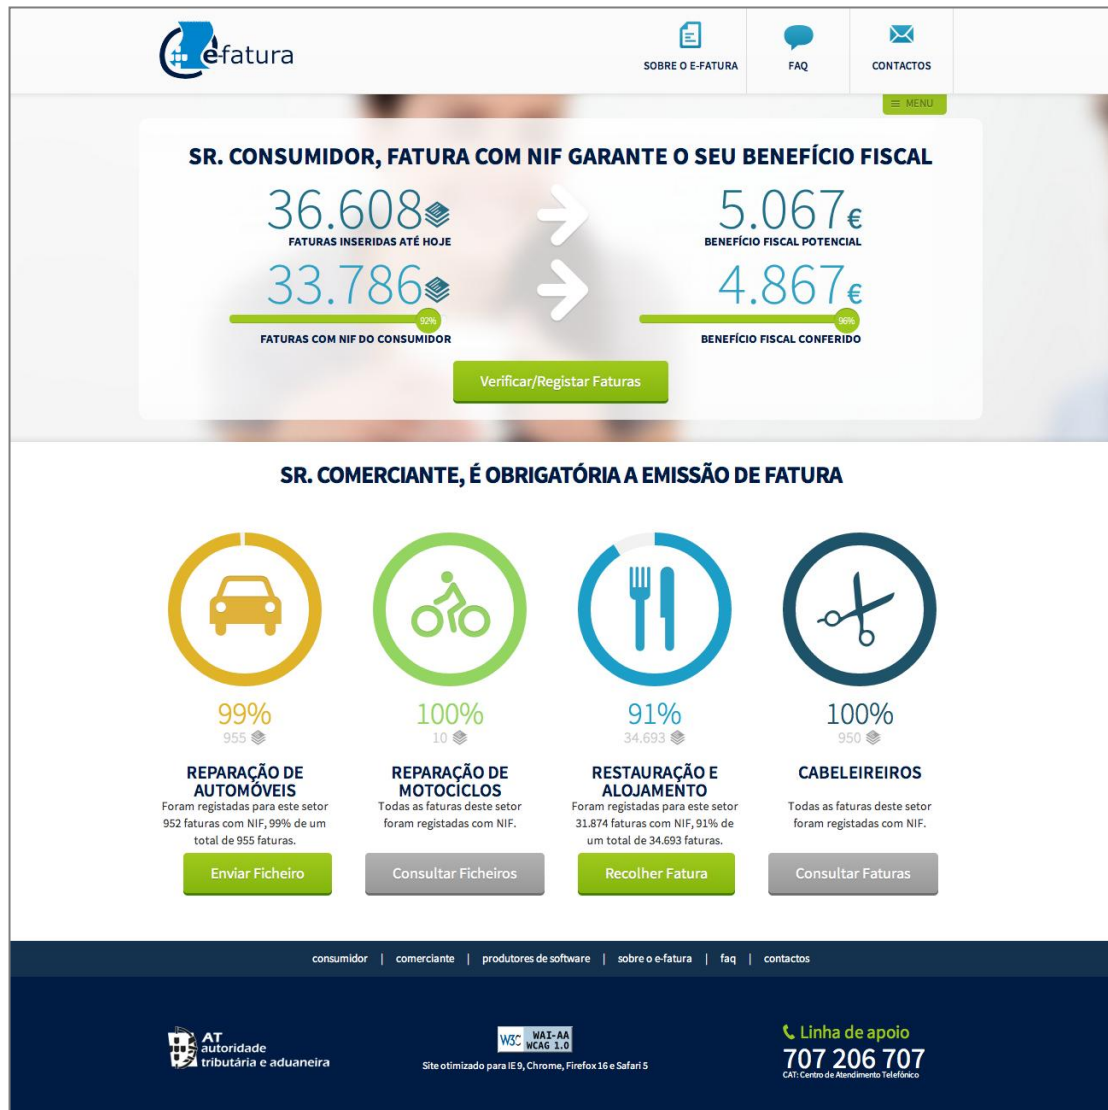 e-fatura
SOBRE O E-FATURA
FAQ
CONTACTOS
≡ MENU
SR. CONSUMIDOR, FATURA COM NIF GARANTE O SEU BENEFÍCIO FISCAL
36.608
FATURAS INSERIDAS ATÉ HOJE
5.067€
BENEFÍCIO FISCAL POTENCIAL
33.786
92%
FATURAS COM NIF DO CONSUMIDOR
4.867€
96%
BENEFÍCIO FISCAL CONFERIDO
Verificar/Registar Faturas
SR. COMERCIANTE, É OBRIGATÓRIA A EMISSÃO DE FATURA
99%
955
REPARAÇÃO DE
AUTOMÓVEIS
Foram registadas para este setor
952 faturas com NIF, 99% de um
total de 955 faturas.
Enviar Ficheiro
100%
10
REPARAÇÃO DE
MOTOCICLOS
Todas as faturas deste setor
foram registadas com NIF.
Consultar Ficheiros
91%
34.693
RESTAURAÇÃO E
ALOJAMENTO
Foram registadas para este setor
31.874 faturas com NIF, 91% de
um total de 34.693 faturas.
Recolher Fatura
100%
950
CABELEIREIROS
Todas as faturas deste setor
foram registadas com NIF.
Consultar Faturas
consumidor | comerciante | produtores de software | sobre o e-fatura | faq | contactos
AT
autoridade
tributária e aduaneira
W3C WAI-AA
WCAG 1.0
Site otimizado para IE 9, Chrome, Firefox 16 e Safari 5
Linha de apoio
707 206 707
CAT: Centro de Atendimento Telefónico